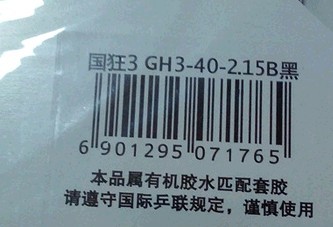 国狂3 GH3-40-2.15B黑
6 901295 071765
本品属有机胶水匹配套胶
请遵守国际乒联规定，谨慎使用